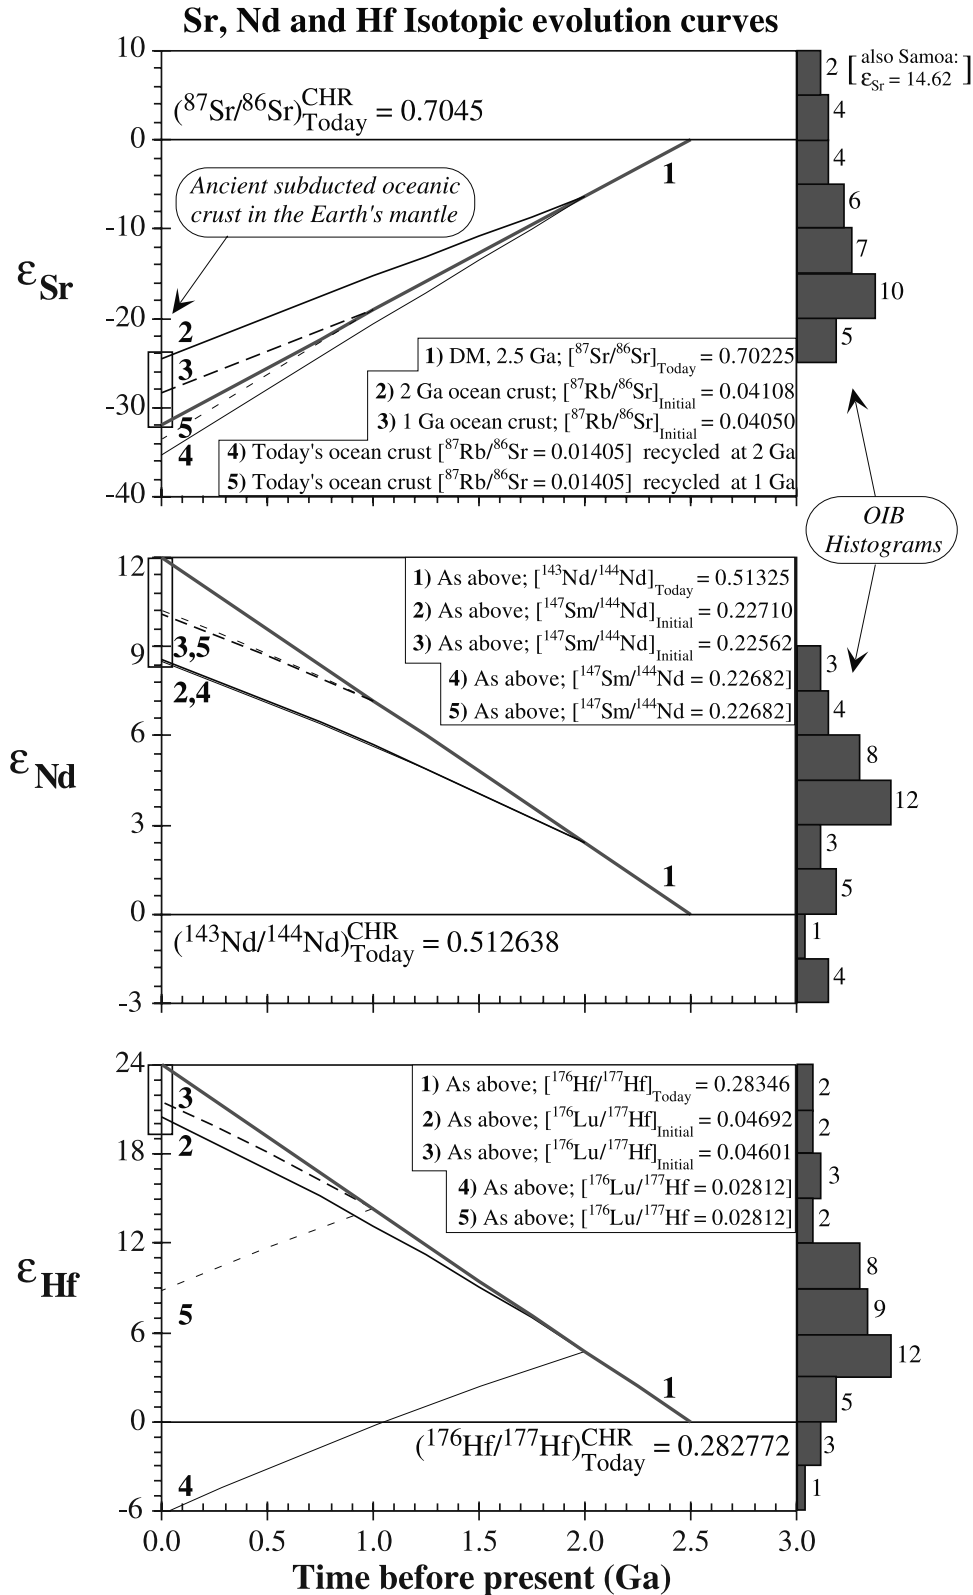 Sr, Nd and Hf Isotopic evolution curves
10
0
-10
-20
-30
-40
εSr
(87Sr/86Sr)CHR Today = 0.7045
Ancient subducted oceanic
crust in the Earth's mantle
1
2
3
5
4
1) DM, 2.5 Ga; [87Sr/86Sr]Today = 0.70225
2) 2 Ga ocean crust; [87Rb/86Sr]Initial = 0.04108
3) 1 Ga ocean crust; [87Rb/86Sr]Initial = 0.04050
4) Today's ocean crust [87Rb/86Sr = 0.01405] recycled at 2 Ga
5) Today's ocean crust [87Rb/86Sr = 0.01405] recycled at 1 Ga
2 [also Samoa:
εSr = 14.62]
4
4
6
7
10
5
OIB
Histograms
12
9
6
3
0
-3
εNd
1) As above; [143Nd/144Nd]Today = 0.51325
2) As above; [147Sm/144Nd]Initial = 0.22710
3) As above; [147Sm/144Nd]Initial = 0.22562
4) As above; [147Sm/144Nd = 0.22682]
5) As above; [147Sm/144Nd = 0.22682]
3,5
2,4
1
(143Nd/144Nd)CHR Today = 0.512638
3
4
8
12
3
5
1
4
24
18
12
6
0
-6
εHf
1) As above; [176Hf/177Hf]Today = 0.28346
2) As above; [176Lu/177Hf]Initial = 0.04692
3) As above; [176Lu/177Hf]Initial = 0.04601
4) As above; [176Lu/177Hf = 0.02812]
5) As above; [176Lu/177Hf = 0.02812]
3
2
5
1
4
(176Hf/177Hf)CHR Today = 0.282772
2
2
3
2
8
9
12
5
3
1
0.0 0.5 1.0 1.5 2.0 2.5 3.0
Time before present (Ga)